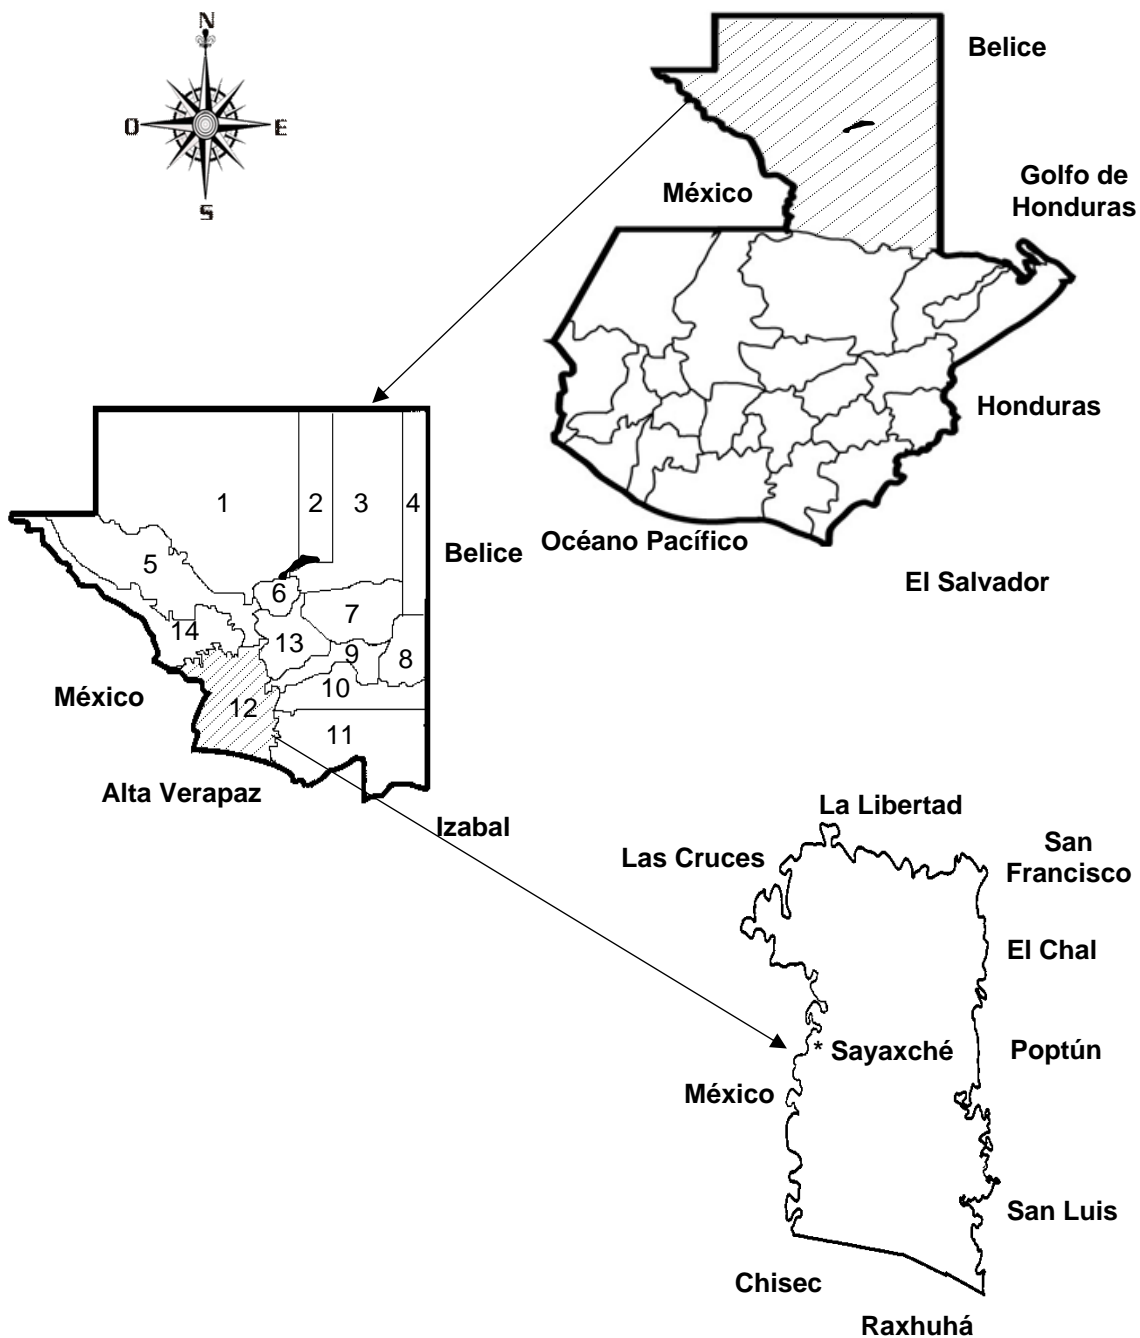 N
O
E
S
Belice
Golfo de
Honduras
México
Honduras
Océano Pacífico
El Salvador
1
2
3
4
5
Belice
6
7
14
13
9
8
México
12
10
11
Alta Verapaz
Izabal
La Libertad
Las Cruces
San
Francisco
El Chal
* Sayaxché
Poptún
México
San Luis
Chisec
Raxhuhá